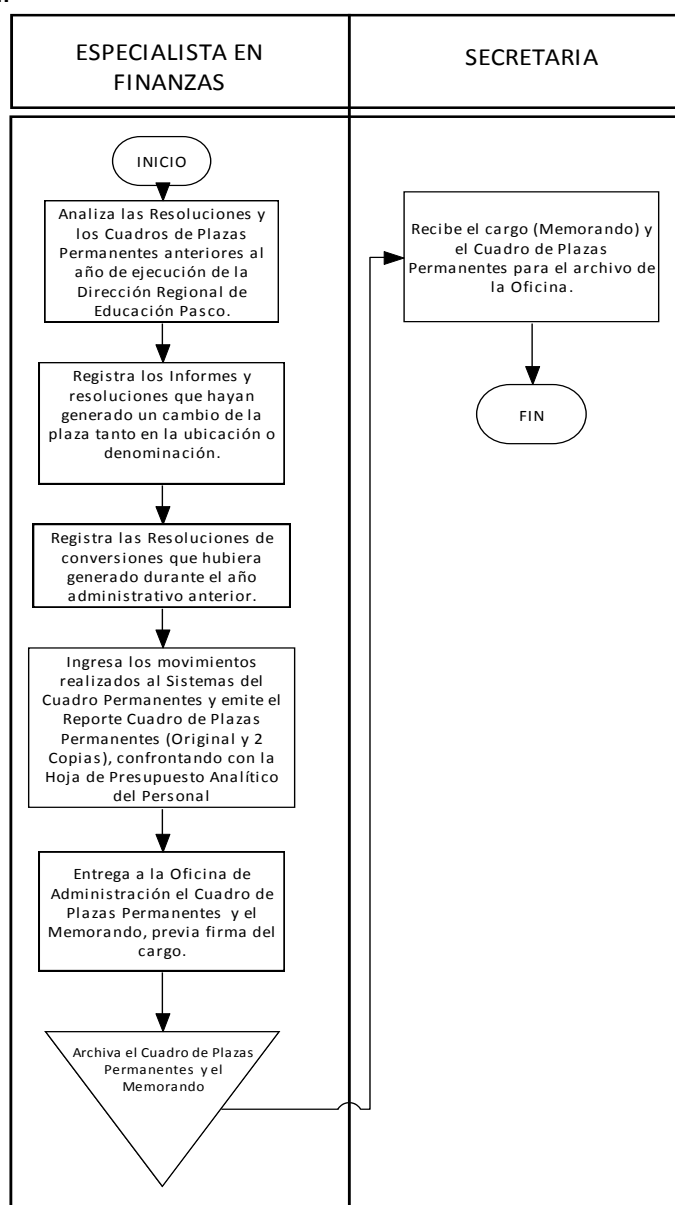 ESPECIALISTA EN
FINANZAS
SECRETARIA
INICIO
Analiza las Resoluciones y
los Cuadros de Plazas
Permanentes anteriores al
año de ejecución de la
Dirección Regional de
Educación Pasco.
Registra los Informes y
resoluciones que hayan
generado un cambio de la
plaza tanto en la ubicación o
denominación.
Registra las Resoluciones de
conversiones que hubiera
generado durante el año
administrativo anterior.
Ingresa los movimientos
realizados al Sistemas del
Cuadro Permanentes y emite el
Reporte Cuadro de Plazas
Permanentes (Original y 2
Copias), confrontando con la
Hoja de Presupuesto Analítico
del Personal
Entrega a la Oficina de
Administración el Cuadro de
Plazas Permanentes y el
Memorando, previa firma del
cargo.
Archiva el Cuadro de Plazas
Permanentes y el
Memorando
Recibe el cargo (Memorando) y
el Cuadro de Plazas
Permanentes para el archivo de
la Oficina.
FIN